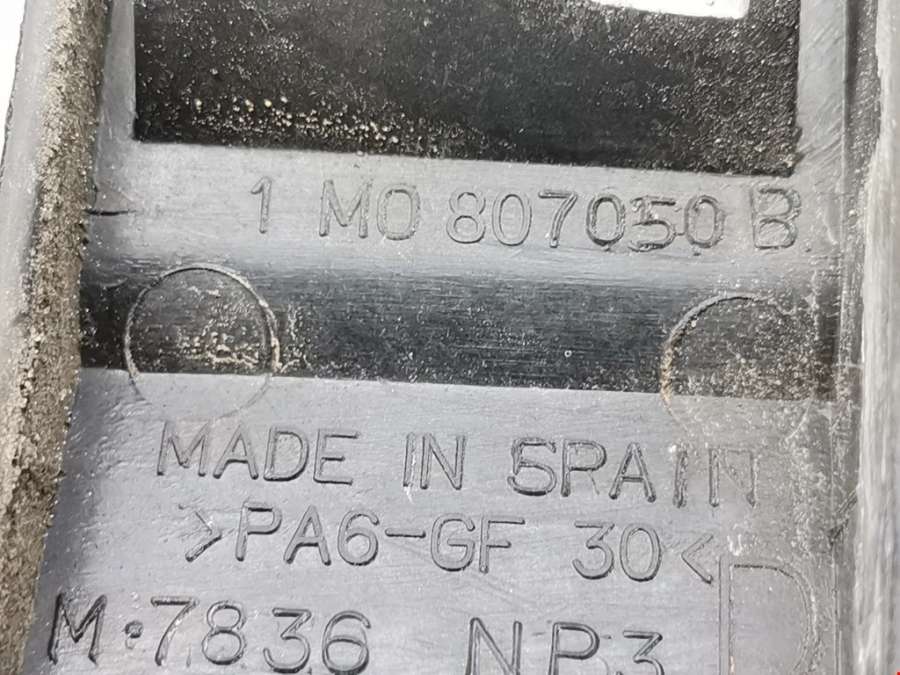 1 M0 807050 B
MADE IN SPAIN
>PA6-GF 30<
M·7836 NP3
D